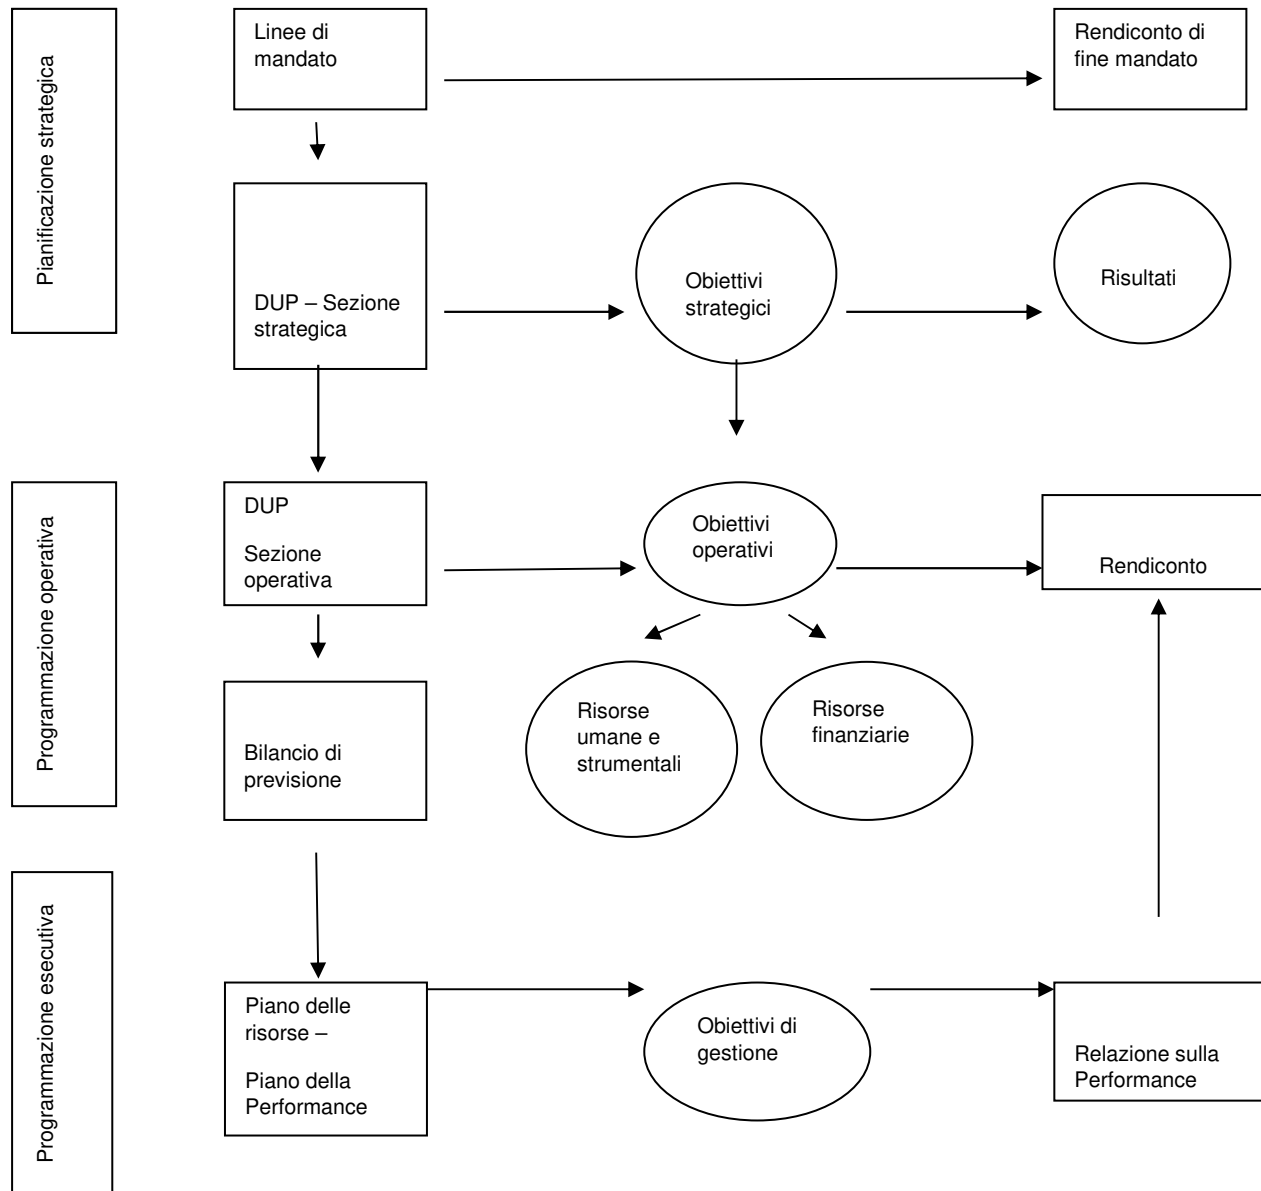 Pianificazione strategica
Linee di
mandato
Rendiconto di
fine mandato
DUP – Sezione
strategica
Obiettivi
strategici
Risultati
Programmazione operativa
DUP
Sezione
operativa
Obiettivi
operativi
Rendiconto
Bilancio di
previsione
Risorse
umane e
strumentali
Risorse
finanziarie
Programmazione esecutiva
Piano delle
risorse –
Piano della
Performance
Obiettivi di
gestione
Relazione sulla
Performance